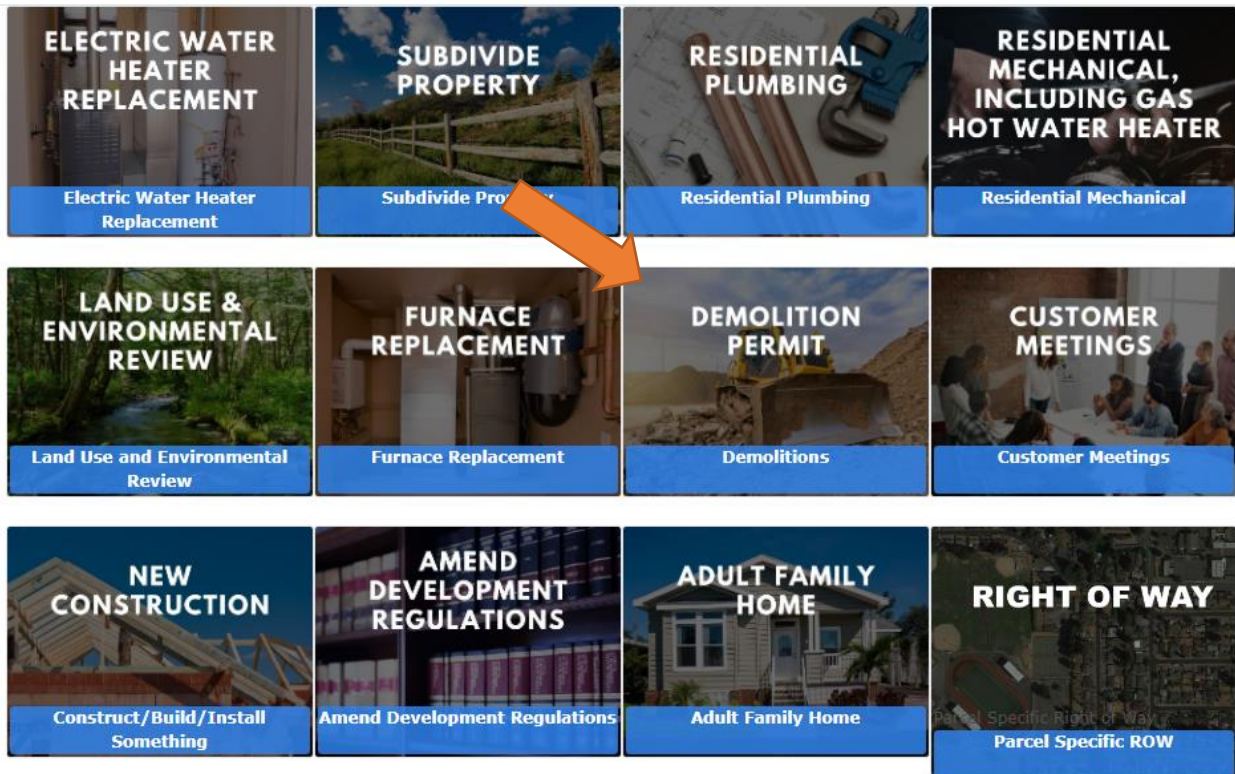 ELECTRIC WATER
HEATER
REPLACEMENT
Electric Water Heater
Replacement
SUBDIVIDE
PROPERTY
Subdivide
RESIDENTIAL
PLUMBING
Residential Plumbing
RESIDENTIAL
MECHANICAL,
INCLUDING GAS
HOT WATER HEATER
Residential Mechanical
LAND USE &
ENVIRONMENTAL
REVIEW
Land Use and Environmental
Review
FURNACE
REPLACEMENT
Furnace Replacement
DEMOLITION
PERMIT
Demolitions
CUSTOMER
MEETINGS
Customer Meetings
NEW
CONSTRUCTION
Construct/Build/Install
Something
AMEND
DEVELOPMENT
REGULATIONS
Amend Development Regulations
ADULT FAMILY
HOME
Adult Family Home
RIGHT OF WAY
Parcel Specific Right of Way
Parcel Specific ROW